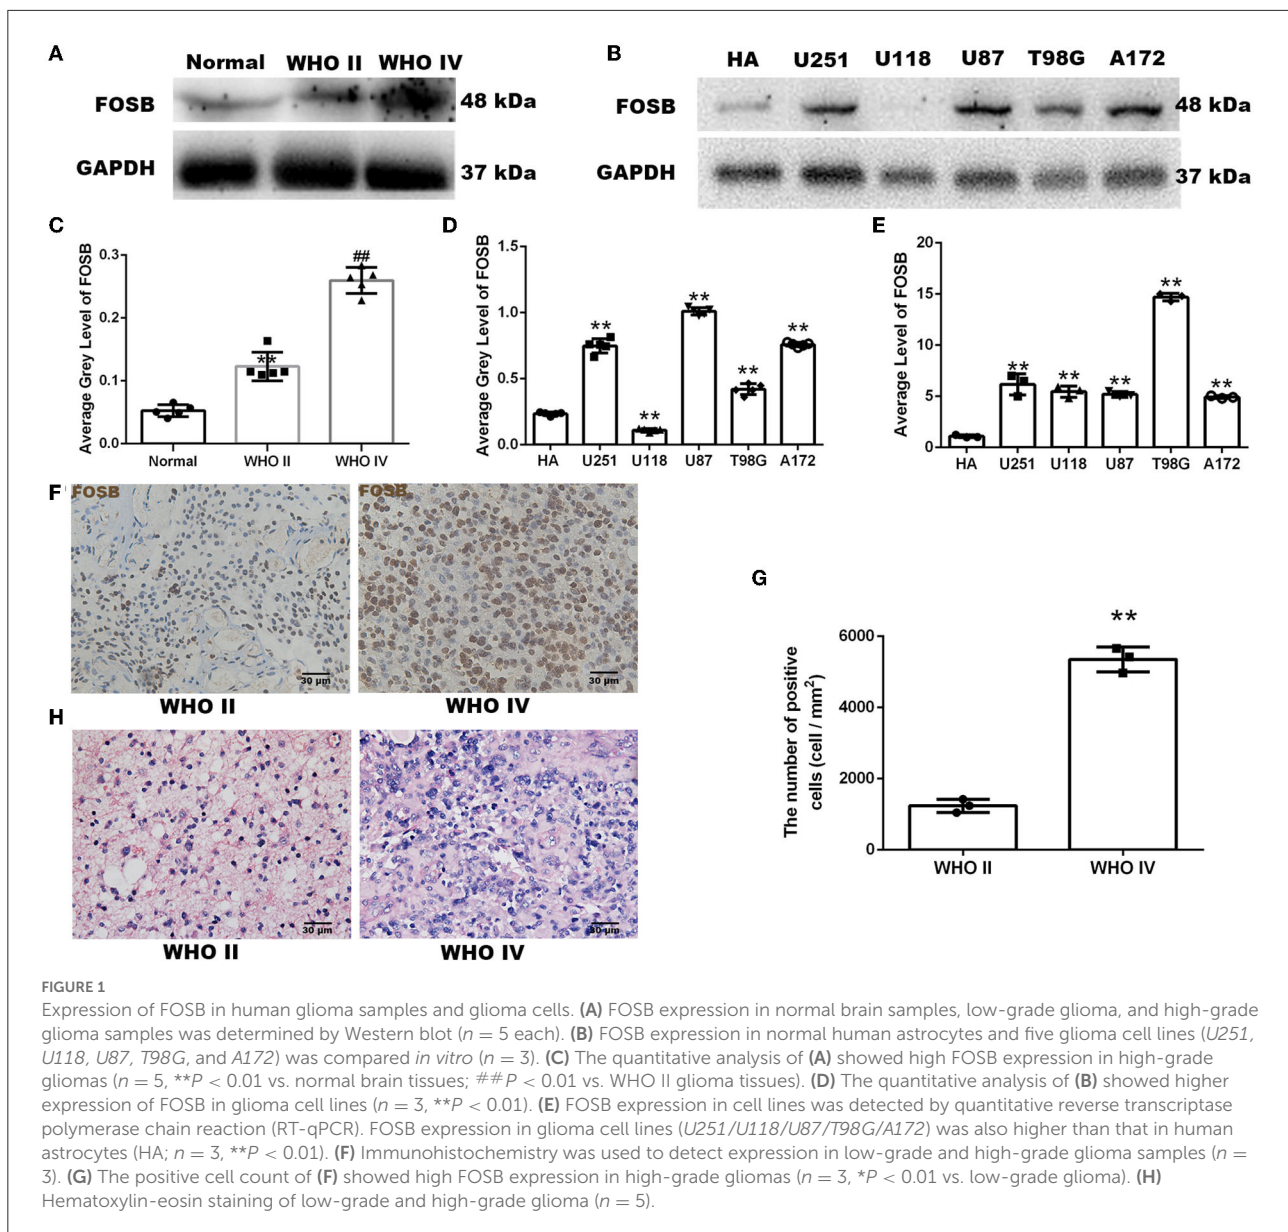 A
Normal WHO II WHO IV
FOSB 48 kDa
GAPDH 37 kDa
B
HA U251 U118 U87 T98G A172
FOSB 48 kDa
GAPDH 37 kDa
C
Average Grey Level of FOSB
0.3
0.2
0.1
0.0
**
##
Normal WHO II WHO IV
D
Average Grey Level of FOSB
1.5
1.0
0.5
0.0
** ** ** ** **
HA U251 U118 U87 T98G A172
E
Average Level of FOSB
20
15
10
5
0
** ** ** ** **
HA U251 U118 U87 T98G A172
F
FOSB
30 μm
WHO II
FOSB
30 μm
WHO IV
G
The number of positive
cells (cell / mm²)
6000
4000
2000
0
**
WHO II WHO IV
H
30 μm
WHO II
30 μm
WHO IV
FIGURE 1
Expression of FOSB in human glioma samples and glioma cells. (A) FOSB expression in normal brain samples, low-grade glioma, and high-grade
glioma samples was determined by Western blot (n = 5 each). (B) FOSB expression in normal human astrocytes and five glioma cell lines (U251,
U118, U87, T98G, and A172) was compared in vitro (n = 3). (C) The quantitative analysis of (A) showed high FOSB expression in high-grade
gliomas (n = 5, **P < 0.01 vs. normal brain tissues; ##P < 0.01 vs. WHO II glioma tissues). (D) The quantitative analysis of (B) showed higher
expression of FOSB in glioma cell lines (n = 3, **P < 0.01). (E) FOSB expression in cell lines was detected by quantitative reverse transcriptase
polymerase chain reaction (RT-qPCR). FOSB expression in glioma cell lines (U251/U118/U87/T98G/A172) was also higher than that in human
astrocytes (HA; n = 3, **P < 0.01). (F) Immunohistochemistry was used to detect expression in low-grade and high-grade glioma samples (n =
3). (G) The positive cell count of (F) showed high FOSB expression in high-grade gliomas (n = 3, *P < 0.01 vs. low-grade glioma). (H)
Hematoxylin-eosin staining of low-grade and high-grade glioma (n = 5).